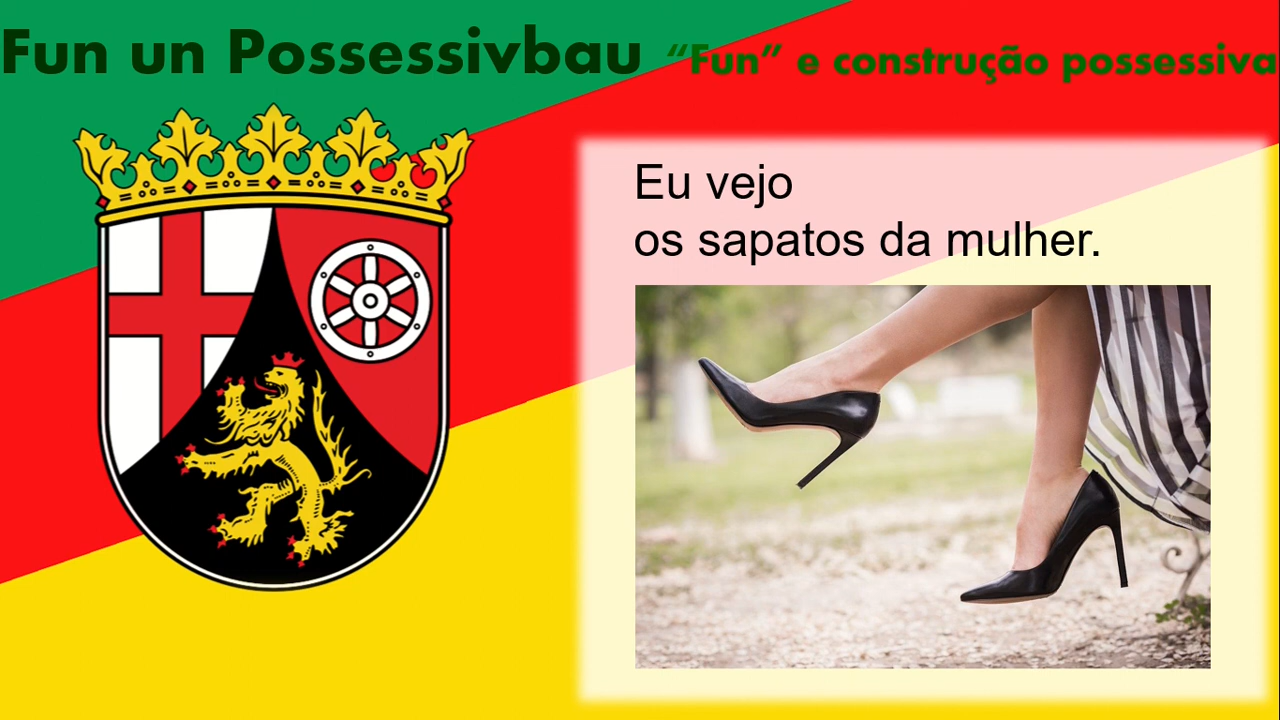 Fun un Possessivbau “Fun” e construção possessiva
Eu vejo
os sapatos da mulher.